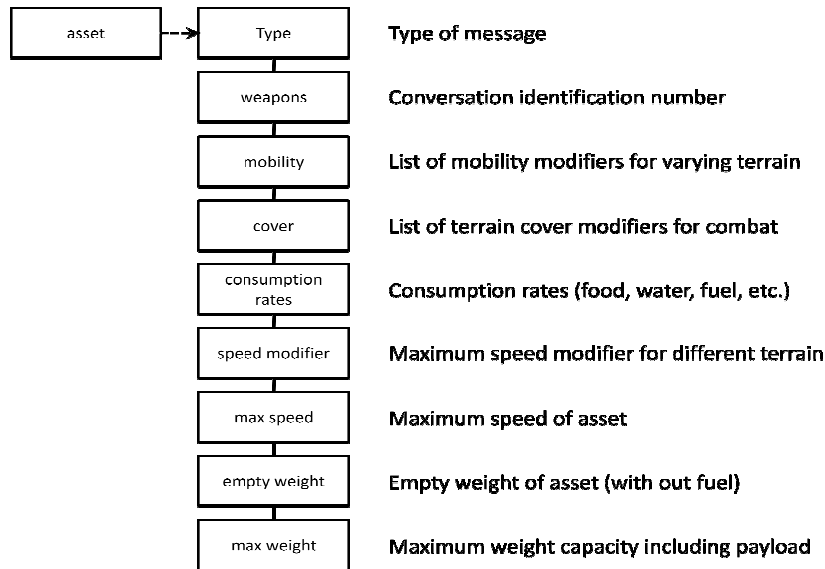 asset
Type
Type of message
weapons
Conversation identification number
mobility
List of mobility modifiers for varying terrain
cover
List of terrain cover modifiers for combat
consumption
rates
Consumption rates (food, water, fuel, etc.)
speed modifier
Maximum speed modifier for different terrain
max speed
Maximum speed of asset
empty weight
Empty weight of asset (with out fuel)
max weight
Maximum weight capacity including payload